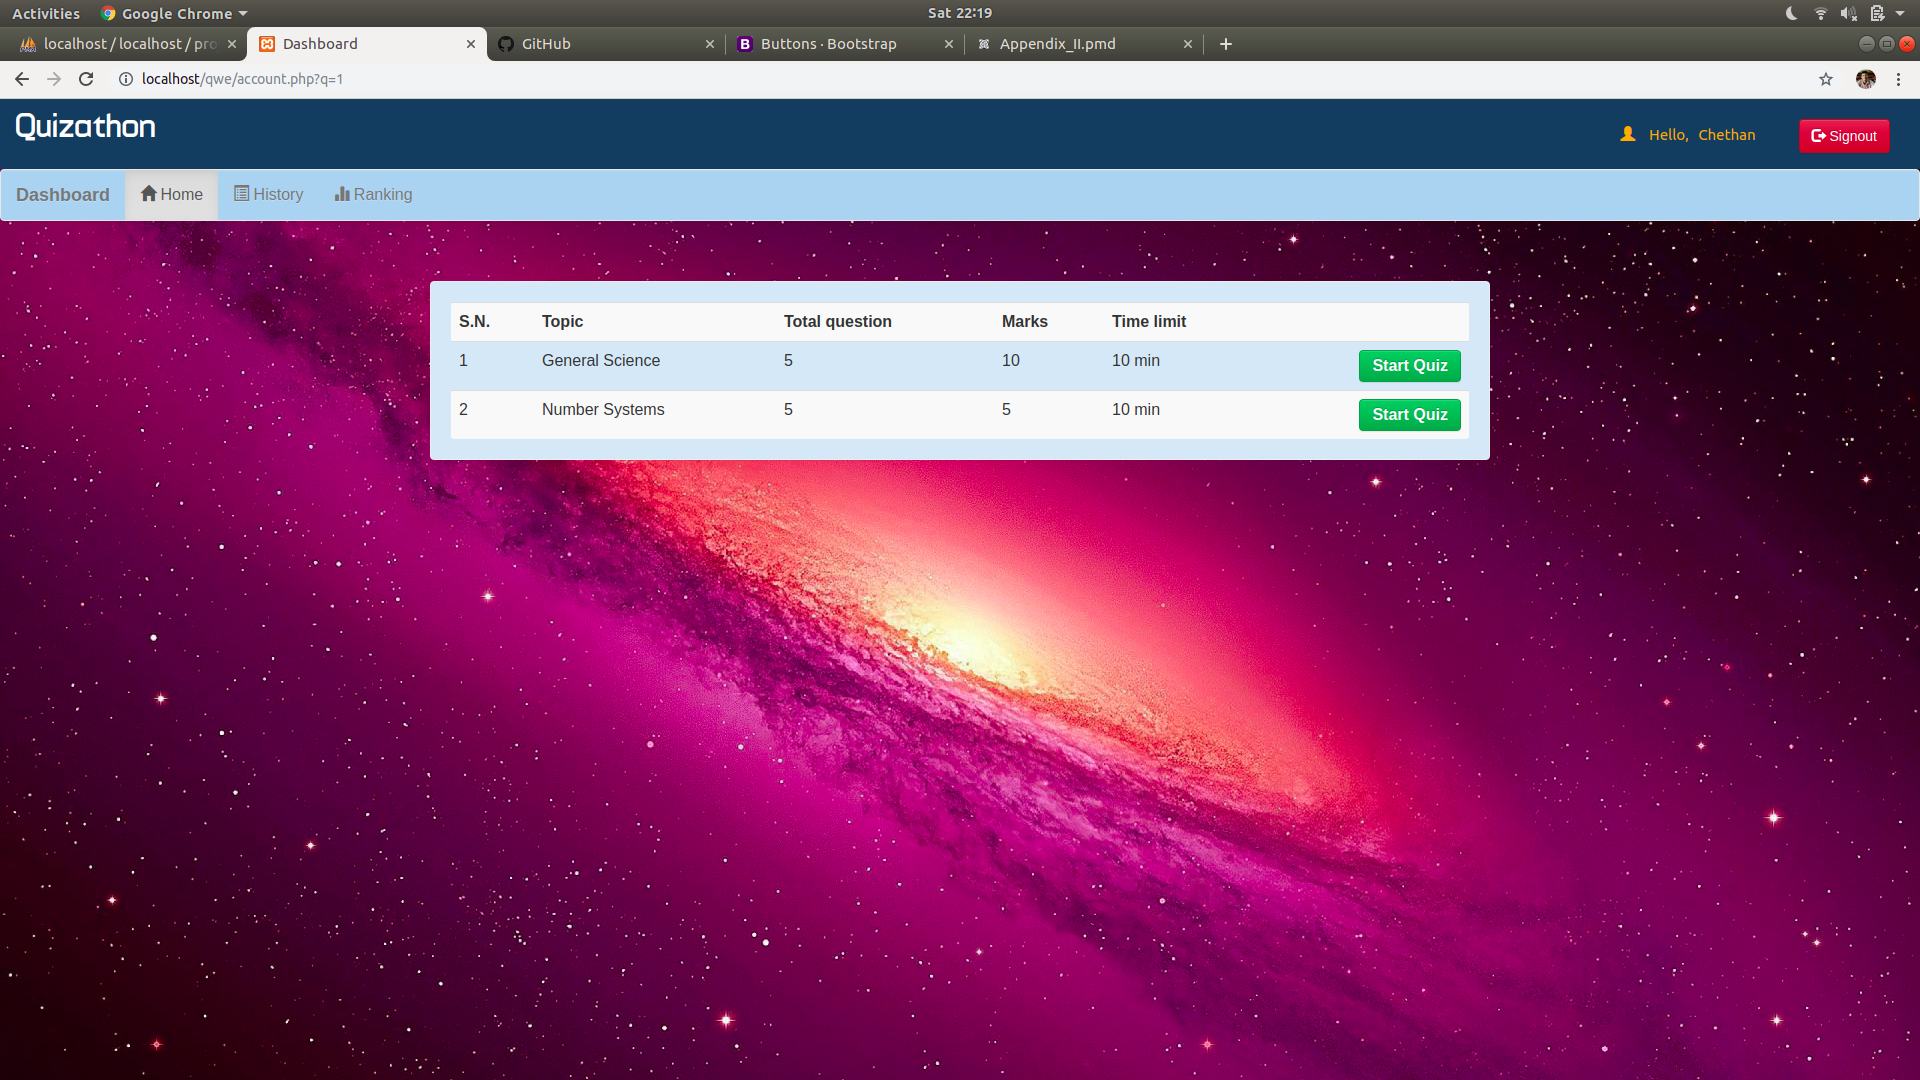 Activities Google Chrome Sat 22:19
localhost / localhost / pro Dashboard GitHub Buttons · Bootstrap Appendix_II.pmd
localhost/qwe/account.php?q=1
Quizathon Hello, Chethan Signout
Dashboard Home History Ranking
S.N. Topic Total question Marks Time limit
1 General Science 5 10 10 min Start Quiz
2 Number Systems 5 5 10 min Start Quiz